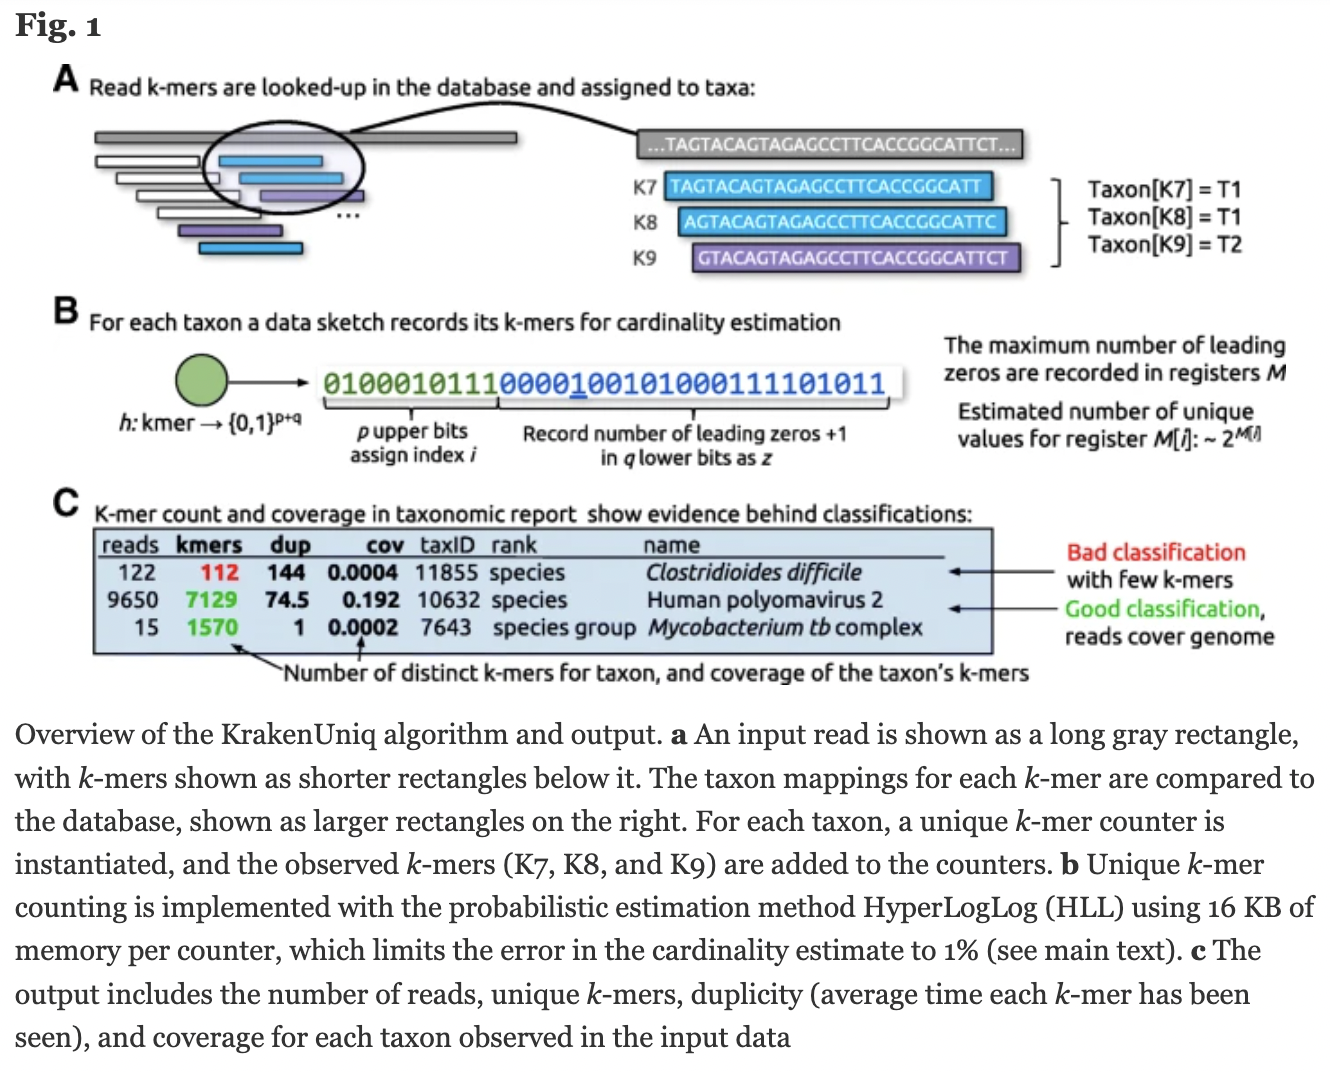 Fig. 1
A Read k-mers are looked-up in the database and assigned to taxa:
...TAGTACAGTAGAGCCTTCACCGGCATTCT...
K7 TAGTACAGTAGAGCCTTCACCGGCATT
K8 AGTACAGTAGAGCCTTCACCGGCATTC
K9 GTACAGTAGAGCCTTCACCGGCATTCT
...
Taxon[K7] = T1
Taxon[K8] = T1
Taxon[K9] = T2
B For each taxon a data sketch records its k-mers for cardinality estimation
h: kmer → {0,1}p+q
01000101110000100101000111101011
p upper bits
assign index i
Record number of leading zeros +1
in q lower bits as z
The maximum number of leading
zeros are recorded in registers M
Estimated number of unique
values for register M[i]: ~ 2M[i]
C K-mer count and coverage in taxonomic report show evidence behind classifications:
reads kmers dup cov taxID rank name
122 112 144 0.0004 11855 species Clostridioides difficile
9650 7129 74.5 0.192 10632 species Human polyomavirus 2
15 1570 1 0.0002 7643 species group Mycobacterium tb complex
Bad classification
with few k-mers
Good classification,
reads cover genome
Number of distinct k-mers for taxon, and coverage of the taxon's k-mers
Overview of the KrakenUniq algorithm and output. a An input read is shown as a long gray rectangle,
with k-mers shown as shorter rectangles below it. The taxon mappings for each k-mer are compared to
the database, shown as larger rectangles on the right. For each taxon, a unique k-mer counter is
instantiated, and the observed k-mers (K7, K8, and K9) are added to the counters. b Unique k-mer
counting is implemented with the probabilistic estimation method HyperLogLog (HLL) using 16 KB of
memory per counter, which limits the error in the cardinality estimate to 1% (see main text). c The
output includes the number of reads, unique k-mers, duplicity (average time each k-mer has been
seen), and coverage for each taxon observed in the input data